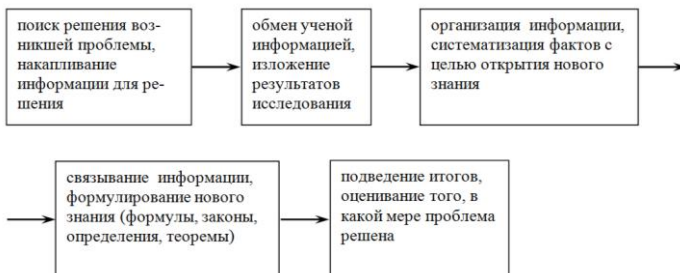 поиск решения воз-
никшей проблемы,
накапливание
информации для ре-
шения
обмен ученой
информацией,
изложение
результатов
исследования
организация информации,
систематизация фактов с
целью открытия нового
знания
связывание информации,
формулирование нового
знания (формулы, законы,
определения, теоремы)
подведение итогов,
оценивание того, в
какой мере проблема
решена